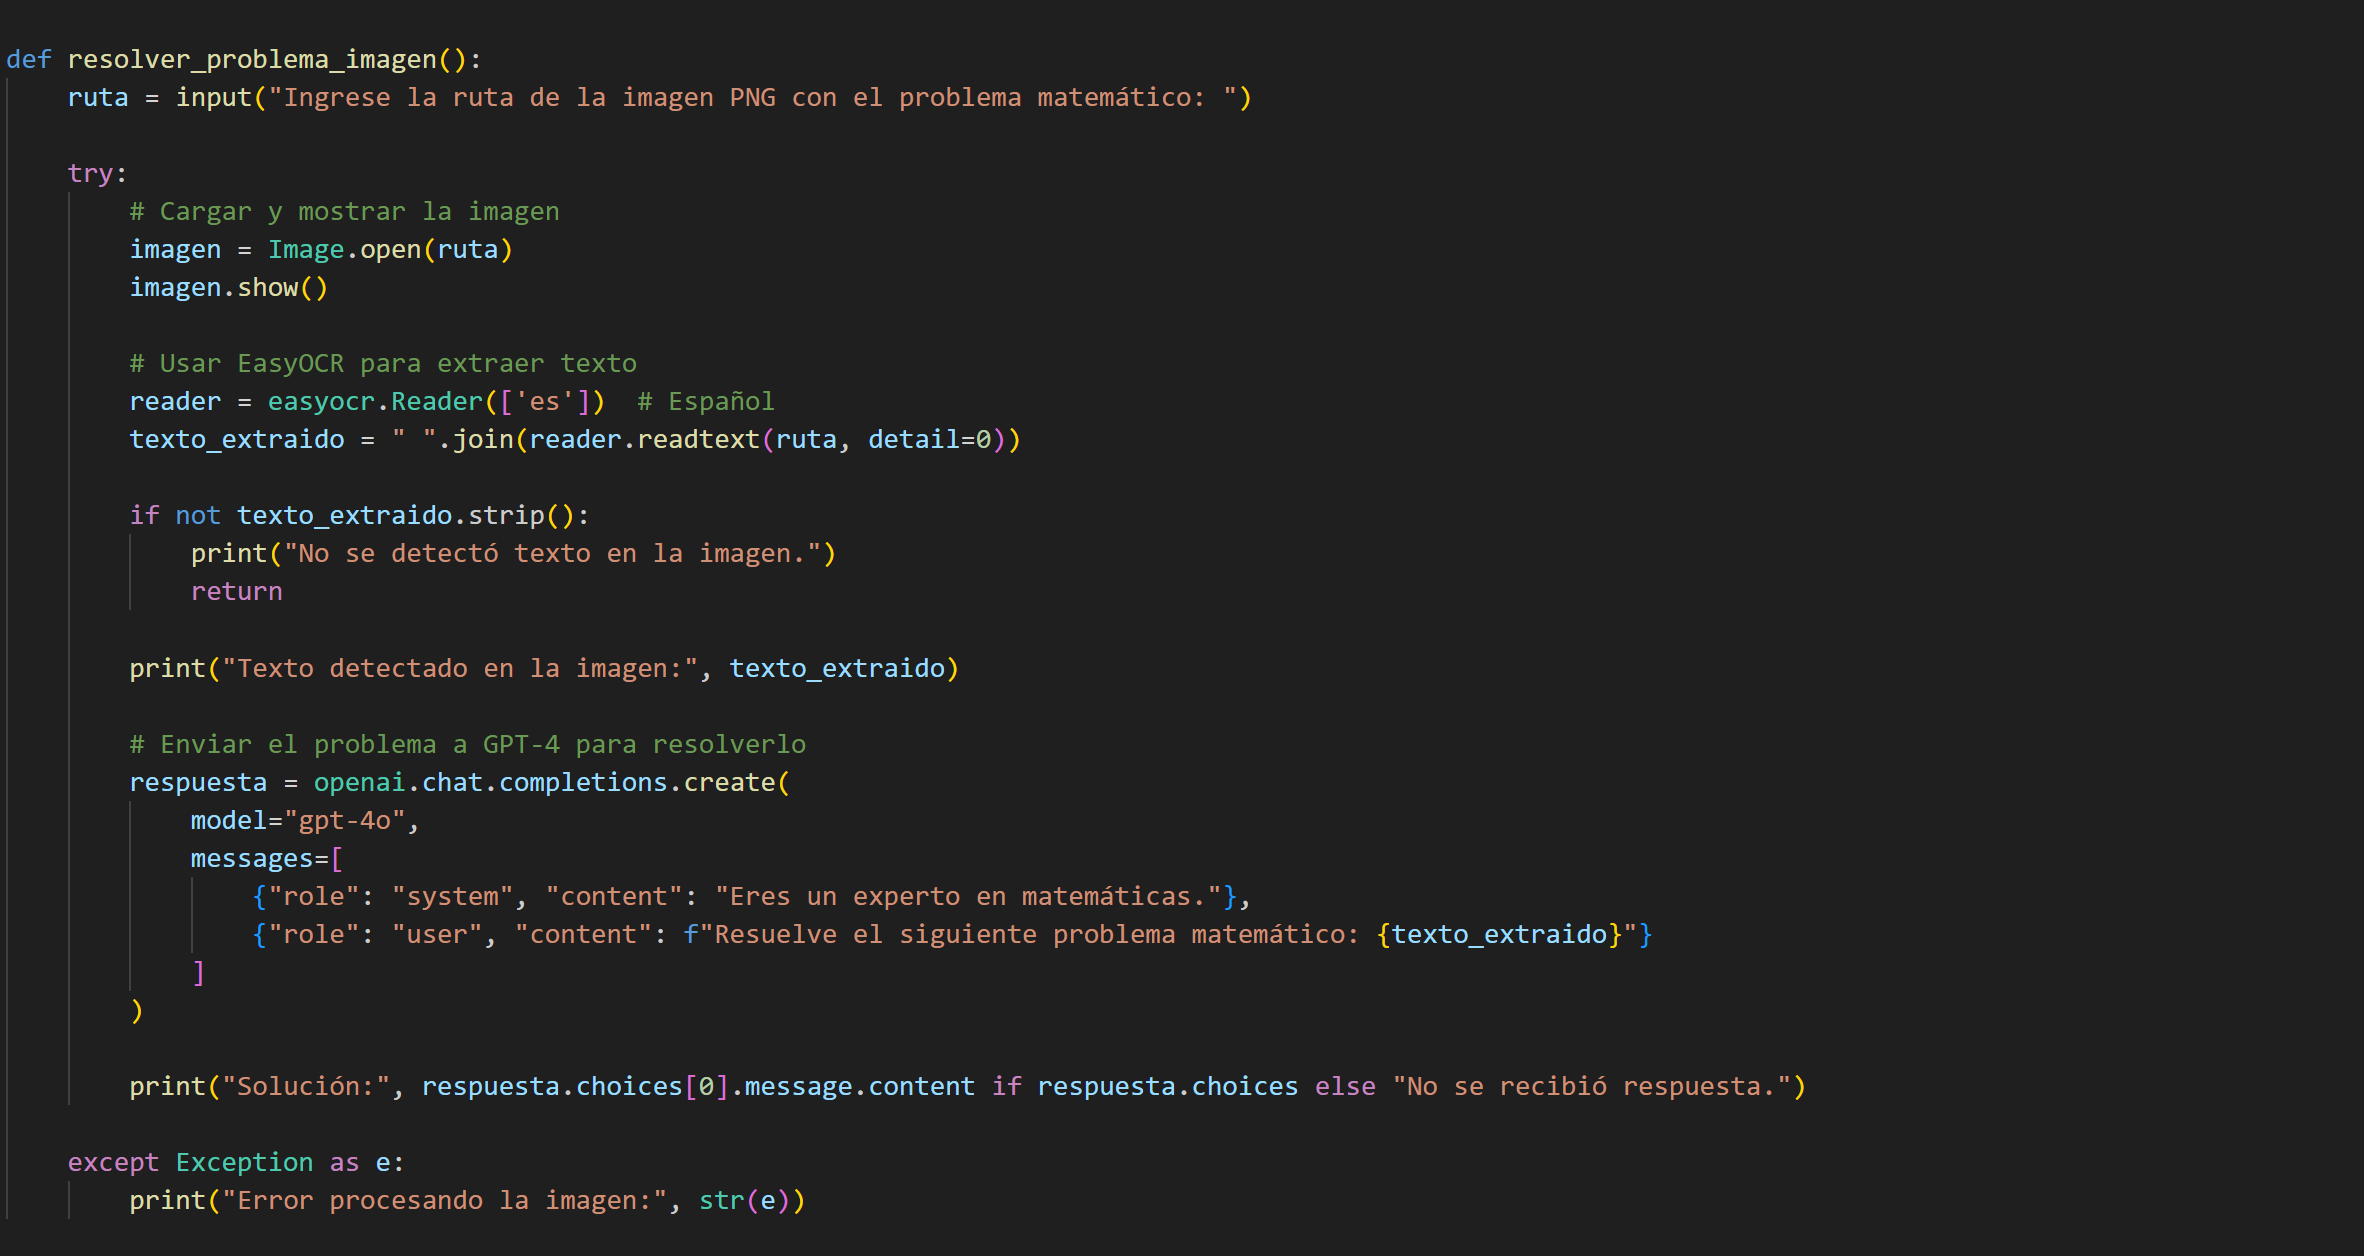 def resolver_problema_imagen():
    ruta = input("Ingrese la ruta de la imagen PNG con el problema matemático: ")

    try:
        # Cargar y mostrar la imagen
        imagen = Image.open(ruta)
        imagen.show()

        # Usar EasyOCR para extraer texto
        reader = easyocr.Reader(['es'])  # Español
        texto_extraido = " ".join(reader.readtext(ruta, detail=0))

        if not texto_extraido.strip():
            print("No se detectó texto en la imagen.")
            return

        print("Texto detectado en la imagen:", texto_extraido)

        # Enviar el problema a GPT-4 para resolverlo
        respuesta = openai.chat.completions.create(
            model="gpt-4o",
            messages=[
                {"role": "system", "content": "Eres un experto en matemáticas."},
                {"role": "user", "content": f"Resuelve el siguiente problema matemático: {texto_extraido}"}
            ]
        )

        print("Solución:", respuesta.choices[0].message.content if respuesta.choices else "No se recibió respuesta.")

    except Exception as e:
        print("Error procesando la imagen:", str(e))